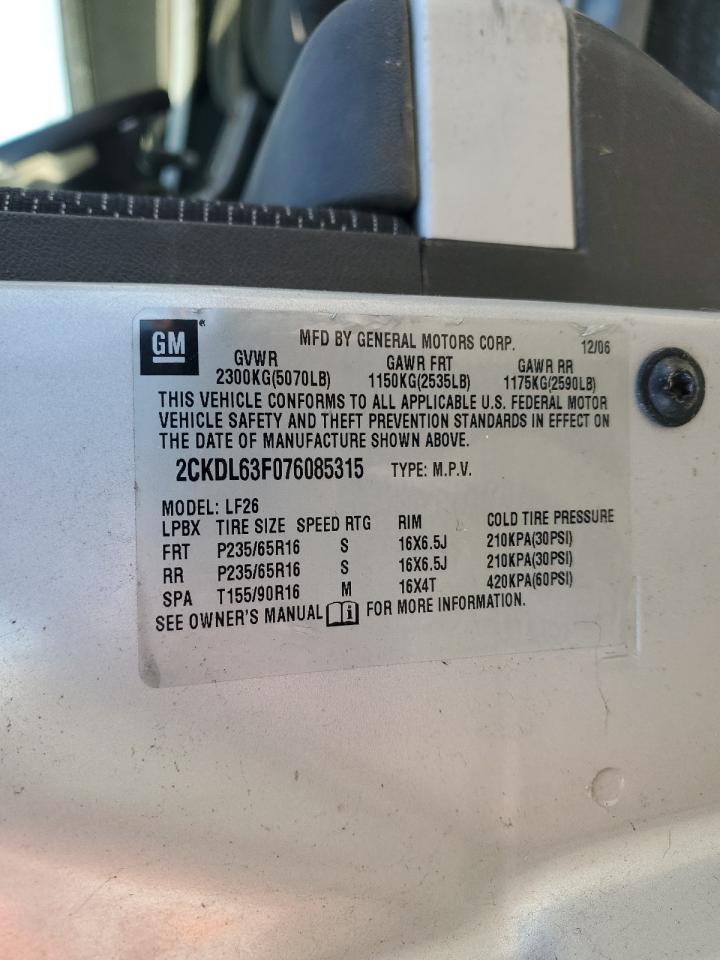 GM
MFD BY GENERAL MOTORS CORP. 12/06
GVWR GAWR FRT GAWR RR
2300KG(5070LB) 1150KG(2535LB) 1175KG(2590LB)
THIS VEHICLE CONFORMS TO ALL APPLICABLE U.S. FEDERAL MOTOR
VEHICLE SAFETY AND THEFT PREVENTION STANDARDS IN EFFECT ON
THE DATE OF MANUFACTURE SHOWN ABOVE.
2CKDL63F076085315 TYPE: M.P.V.
MODEL: LF26
LPBX TIRE SIZE SPEED RTG RIM COLD TIRE PRESSURE
FRT P235/65R16 S 16X6.5J 210KPA(30PSI)
RR P235/65R16 S 16X6.5J 210KPA(30PSI)
SPA T155/90R16 M 16X4T 420KPA(60PSI)
SEE OWNER'S MANUAL i FOR MORE INFORMATION.